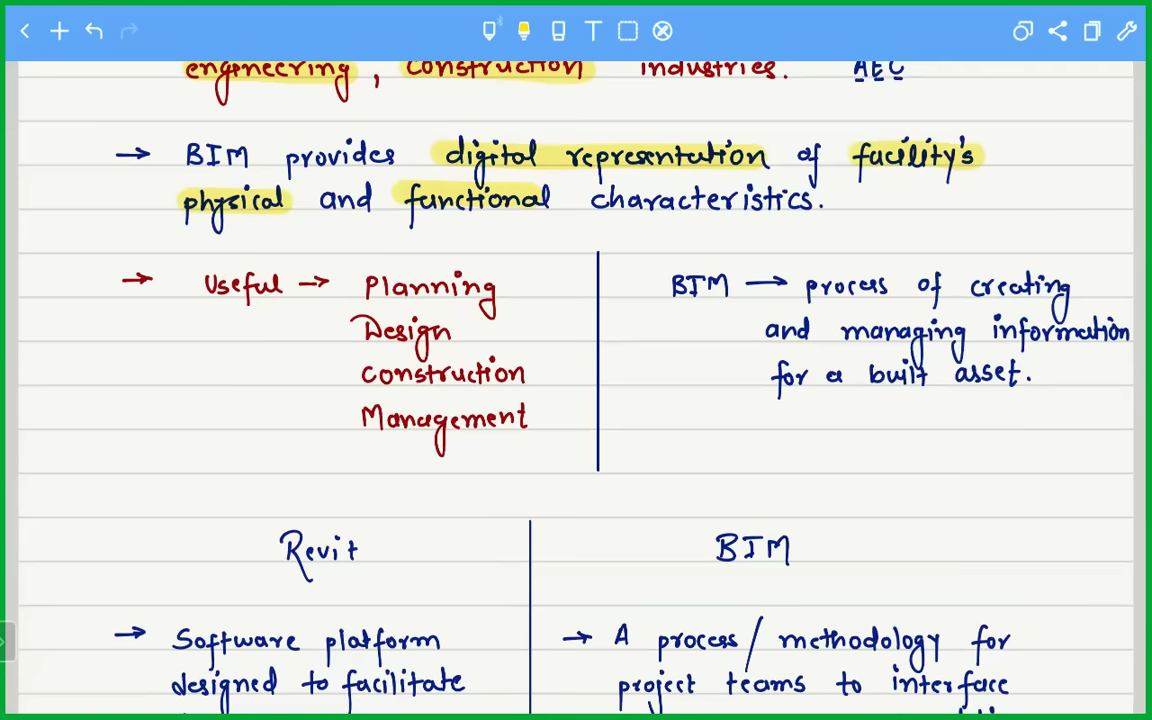 engineering, construction industries. AEC
→ BIM provides digital representation of facility's
physical and functional characteristics.
→ Useful → Planning
Design
Construction
Management
BIM → process of creating
and managing information
for a built asset.
Revit
→ Software platform
designed to facilitate
BIM
→ A process/methodology for
project teams to interface